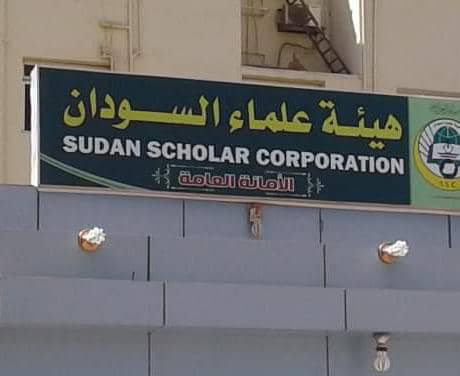 هيئة علماء السودان
SUDAN SCHOLAR CORPORATION
الأمانة العامة
S.S.C